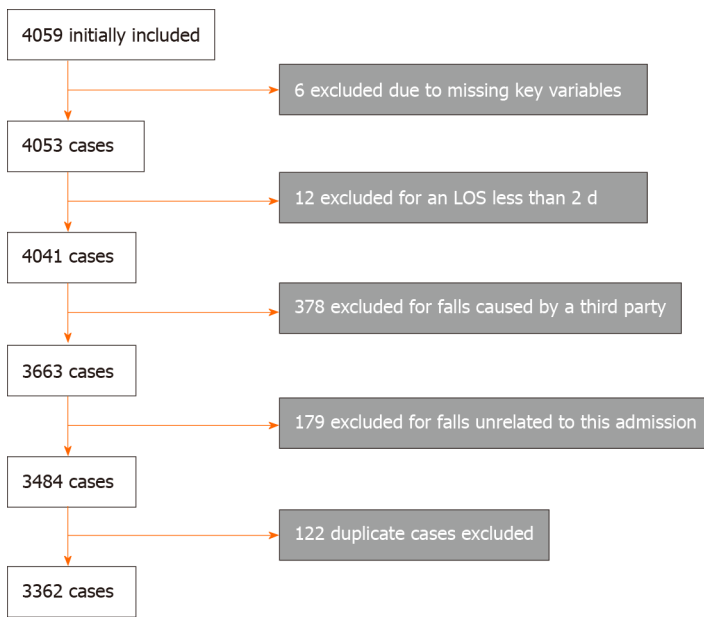 4059 initially included
6 excluded due to missing key variables
4053 cases
12 excluded for an LOS less than 2 d
4041 cases
378 excluded for falls caused by a third party
3663 cases
179 excluded for falls unrelated to this admission
3484 cases
122 duplicate cases excluded
3362 cases